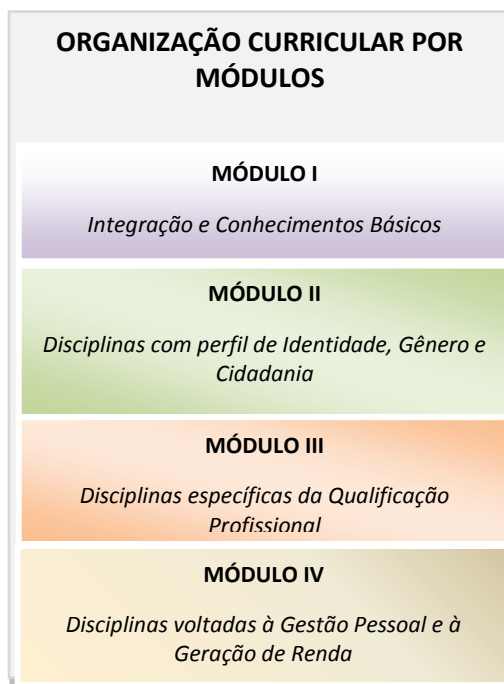 ORGANIZAÇÃO CURRICULAR POR
MÓDULOS
MÓDULO I
Integração e Conhecimentos Básicos
MÓDULO II
Disciplinas com perfil de Identidade, Gênero e
Cidadania
MÓDULO III
Disciplinas específicas da Qualificação
Profissional
MÓDULO IV
Disciplinas voltadas à Gestão Pessoal e à
Geração de Renda